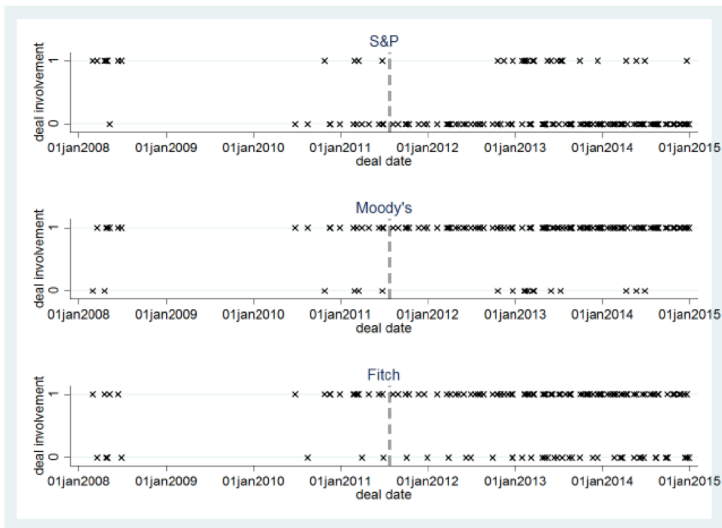 S&P
deal involvement
1
0
01jan2008 01jan2009 01jan2010 01jan2011 01jan2012 01jan2013 01jan2014 01jan2015
deal date
Moody's
deal involvement
1
0
01jan2008 01jan2009 01jan2010 01jan2011 01jan2012 01jan2013 01jan2014 01jan2015
deal date
Fitch
deal involvement
1
0
01jan2008 01jan2009 01jan2010 01jan2011 01jan2012 01jan2013 01jan2014 01jan2015
deal date